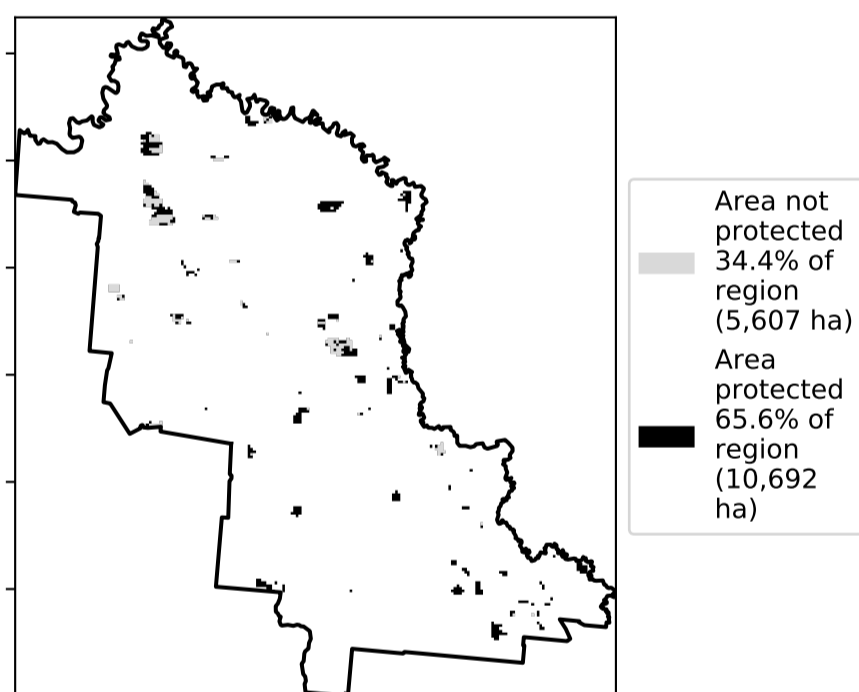 Area not
protected
34.4% of
region
(5,607 ha)
Area
protected
65.6% of
region
(10,692
ha)